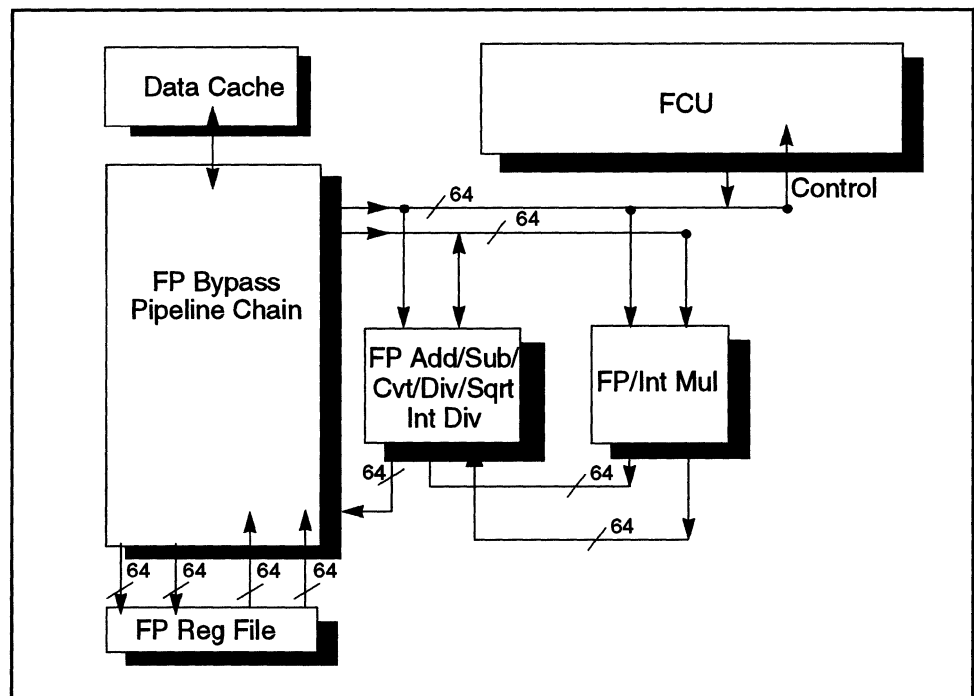 Data Cache
FCU
Control
64
64
FP Bypass
Pipeline Chain
FP Add/Sub/
Cvt/Div/Sqrt
Int Div
FP/Int Mul
64
64
64
64
64
64
64
FP Reg File